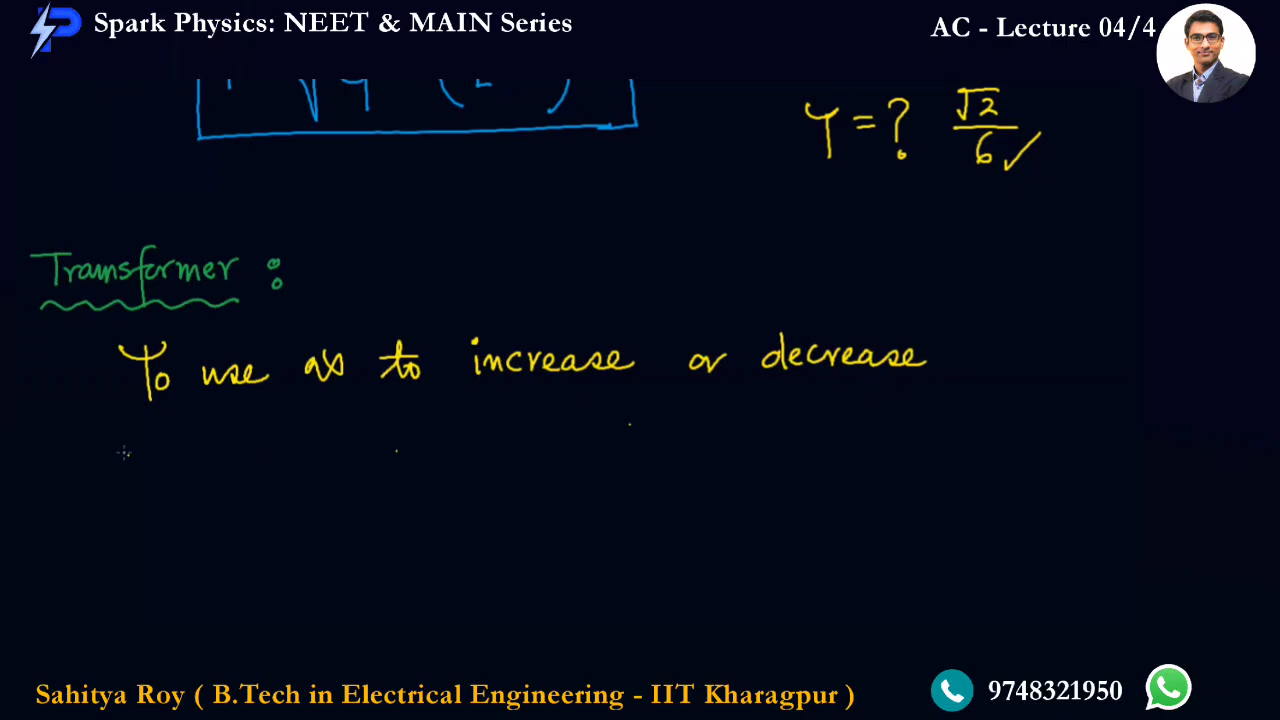 Spark Physics: NEET & MAIN Series
AC - Lecture 04/4
γ = ? √2/6 ✓
Transformer :
To use as to increase or decrease
Sahitya Roy ( B.Tech in Electrical Engineering - IIT Kharagpur )
9748321950